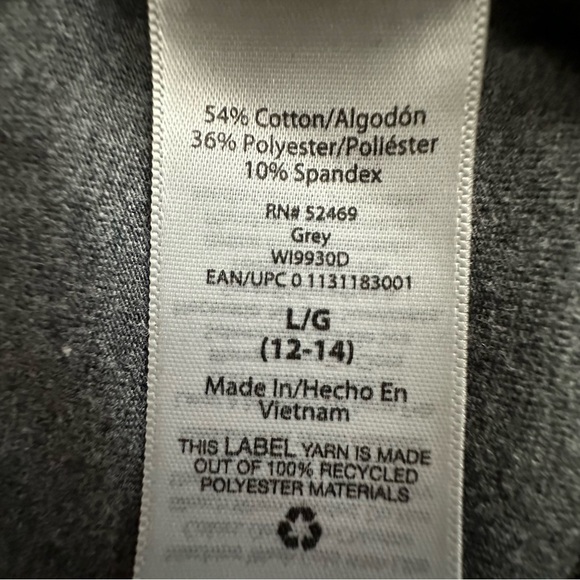 54% Cotton/Algodón
36% Polyester/Poliéster
10% Spandex
RN# 52469
Grey
WI9930D
EAN/UPC 0 1131183001
L/G
(12-14)
Made In/Hecho En
Vietnam
THIS LABEL YARN IS MADE
OUT OF 100% RECYCLED
POLYESTER MATERIALS